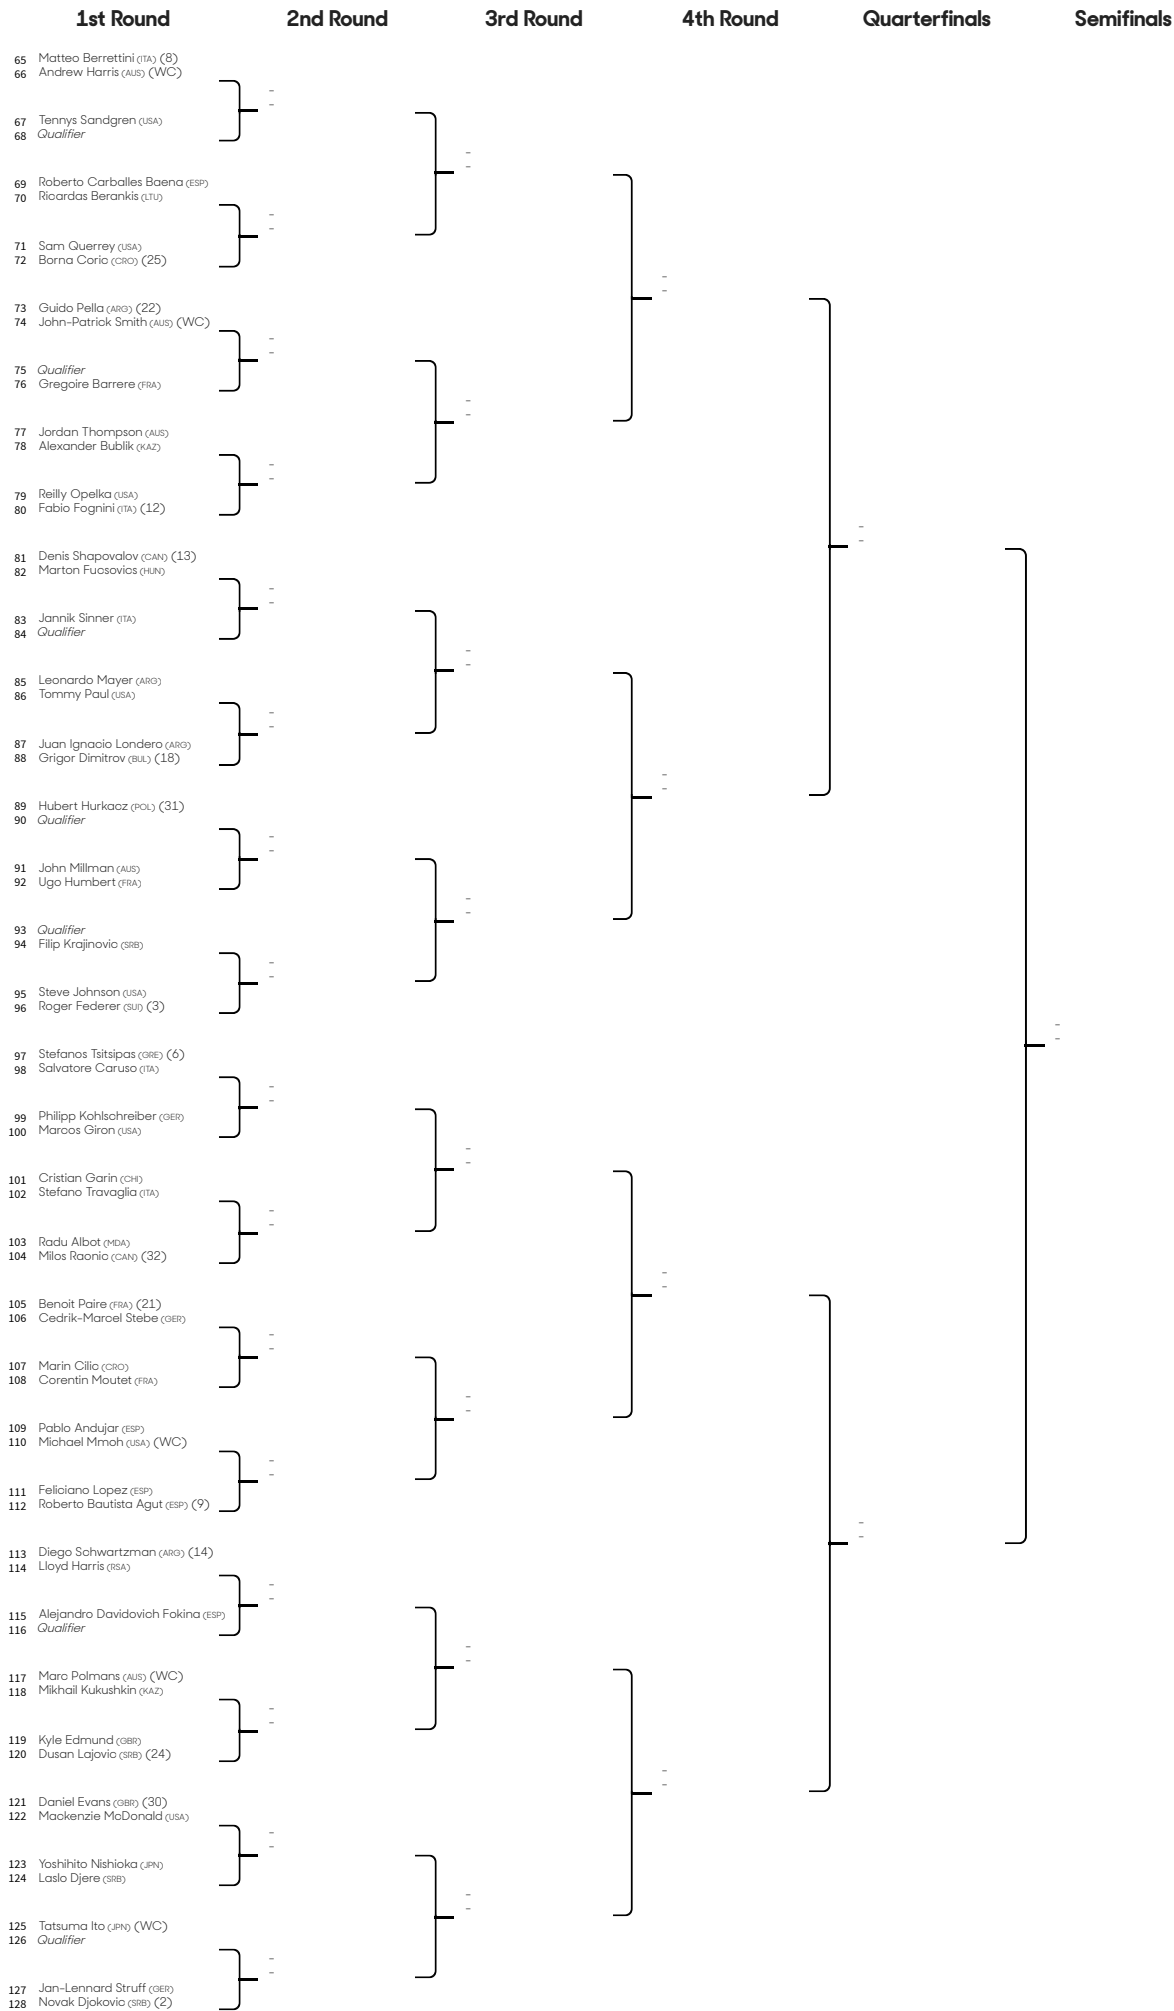 1st Round 2nd Round 3rd Round 4th Round Quarterfinals Semifinals
65 Matteo Berrettini (ITA) (8)
66 Andrew Harris (AUS) (WC)
67 Tennys Sandgren (USA)
68 Qualifier
69 Roberto Carballes Baena (ESP)
70 Ricardas Berankis (LTU)
71 Sam Querrey (USA)
72 Borna Coric (CRO) (25)
73 Guido Pella (ARG) (22)
74 John-Patrick Smith (AUS) (WC)
75 Qualifier
76 Gregoire Barrere (FRA)
77 Jordan Thompson (AUS)
78 Alexander Bublik (KAZ)
79 Reilly Opelka (USA)
80 Fabio Fognini (ITA) (12)
81 Denis Shapovalov (CAN) (13)
82 Marton Fucsovics (HUN)
83 Jannik Sinner (ITA)
84 Qualifier
85 Leonardo Mayer (ARG)
86 Tommy Paul (USA)
87 Juan Ignacio Londero (ARG)
88 Grigor Dimitrov (BUL) (18)
89 Hubert Hurkacz (POL) (31)
90 Qualifier
91 John Millman (AUS)
92 Ugo Humbert (FRA)
93 Qualifier
94 Filip Krajinovic (SRB)
95 Steve Johnson (USA)
96 Roger Federer (SUI) (3)
97 Stefanos Tsitsipas (GRE) (6)
98 Salvatore Caruso (ITA)
99 Philipp Kohlschreiber (GER)
100 Marcos Giron (USA)
101 Cristian Garin (CHI)
102 Stefano Travaglia (ITA)
103 Radu Albot (MDA)
104 Milos Raonic (CAN) (32)
105 Benoit Paire (FRA) (21)
106 Cedrik-Marcel Stebe (GER)
107 Marin Cilic (CRO)
108 Corentin Moutet (FRA)
109 Pablo Andujar (ESP)
110 Michael Mmoh (USA) (WC)
111 Feliciano Lopez (ESP)
112 Roberto Bautista Agut (ESP) (9)
113 Diego Schwartzman (ARG) (14)
114 Lloyd Harris (RSA)
115 Alejandro Davidovich Fokina (ESP)
116 Qualifier
117 Marc Polmans (AUS) (WC)
118 Mikhail Kukushkin (KAZ)
119 Kyle Edmund (GBR)
120 Dusan Lajovic (SRB) (24)
121 Daniel Evans (GBR) (30)
122 Mackenzie McDonald (USA)
123 Yoshihito Nishioka (JPN)
124 Laslo Djere (SRB)
125 Tatsuma Ito (JPN) (WC)
126 Qualifier
127 Jan-Lennard Struff (GER)
128 Novak Djokovic (SRB) (2)